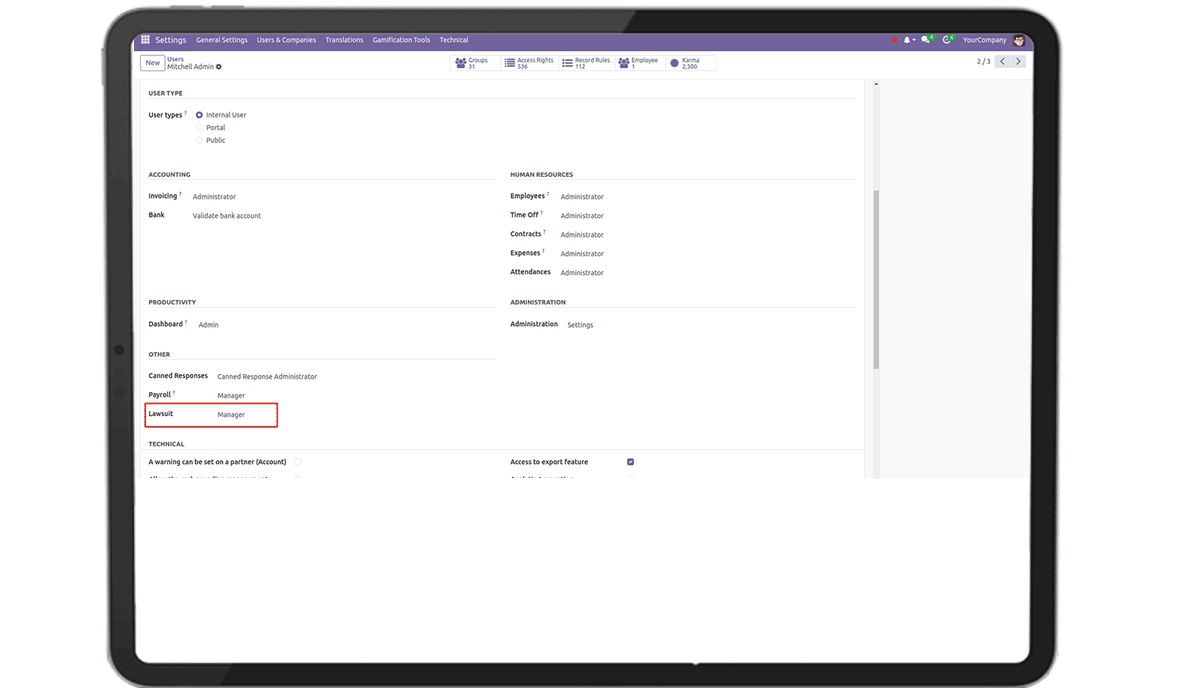 Settings General Settings Users & Companies Translations Gamification Tools Technical YourCompany
New Users
Mitchell Admin
Groups 31
Access Rights 536
Record Rules 112
Employee 1
Karma 2,500
2 / 3
USER TYPE
User types ? Internal User
Portal
Public
ACCOUNTING
Invoicing ? Administrator
Bank Validate bank account
HUMAN RESOURCES
Employees ? Administrator
Time Off ? Administrator
Contracts ? Administrator
Expenses ? Administrator
Attendances Administrator
PRODUCTIVITY
Dashboard ? Admin
ADMINISTRATION
Administration Settings
OTHER
Canned Responses Canned Response Administrator
Payroll ? Manager
Lawsuit Manager
TECHNICAL
A warning can be set on a partner (Account)
Access to export feature